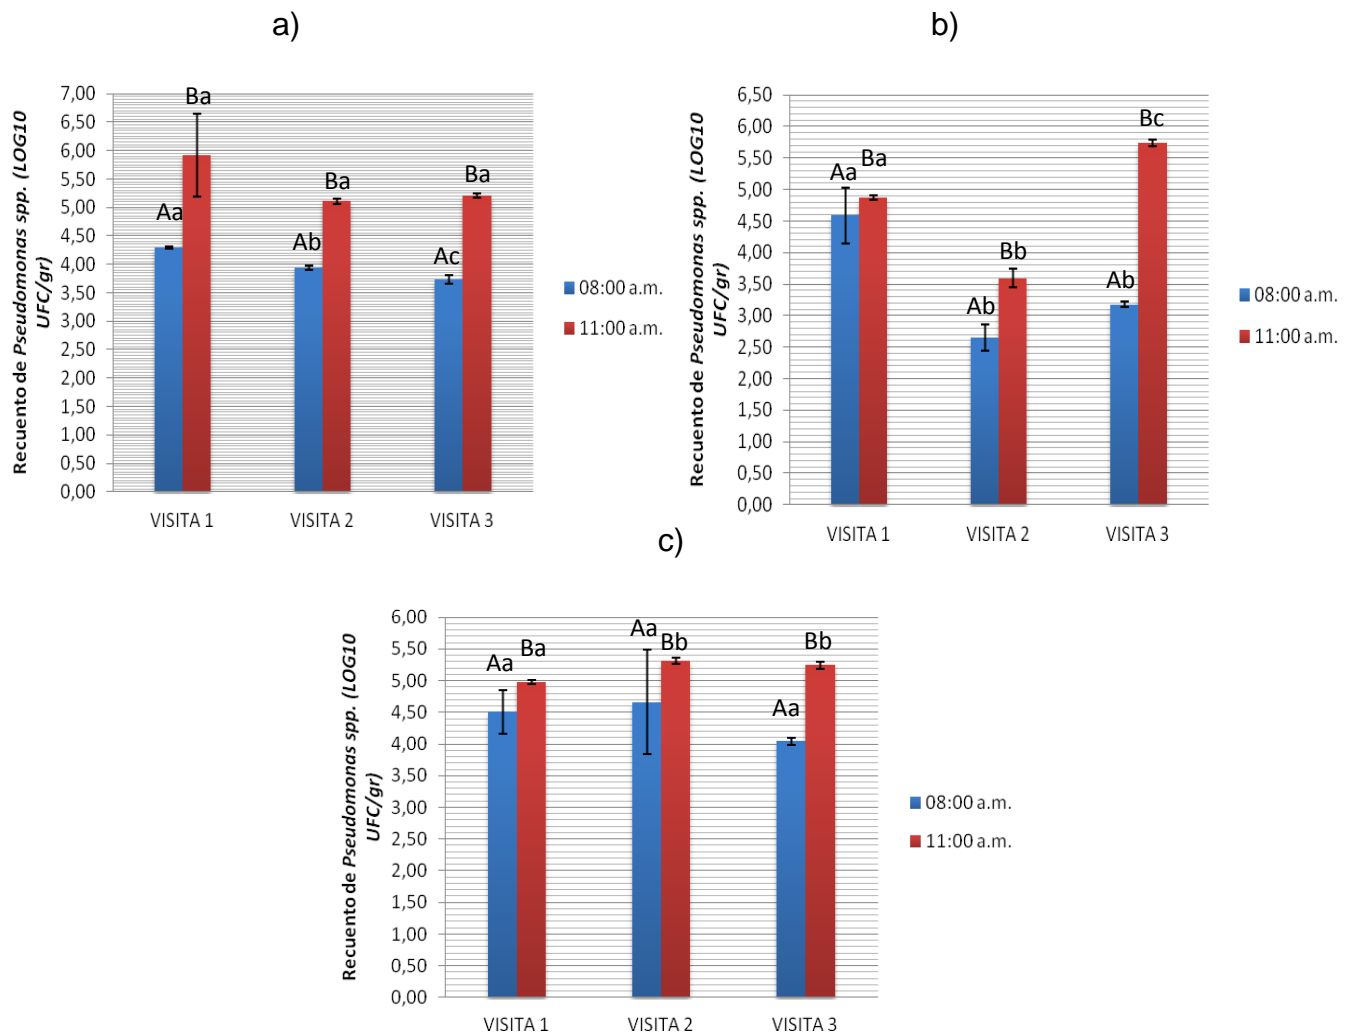 a)
Recuento de Pseudomonas spp. (LOG10
UFC/gr)
7,00
6,50
6,00
5,50
5,00
4,50
4,00
3,50
3,00
2,50
2,00
1,50
1,00
0,50
0,00
Aa
Ba
Ab
Ba
Ac
Ba
VISITA 1
VISITA 2
VISITA 3
08:00 a.m.
11:00 a.m.
b)
Recuento de Pseudomonas spp. (LOG10
UFC/gr)
6,50
6,00
5,50
5,00
4,50
4,00
3,50
3,00
2,50
2,00
1,50
1,00
0,50
0,00
Aa
Ba
Ab
Bb
Ab
Bc
VISITA 1
VISITA 2
VISITA 3
08:00 a.m.
11:00 a.m.
c)
Recuento de Pseudomonas spp. (LOG10
UFC/gr)
6,00
5,50
5,00
4,50
4,00
3,50
3,00
2,50
2,00
1,50
1,00
0,50
0,00
Aa
Ba
Aa
Bb
Aa
Bb
VISITA 1
VISITA 2
VISITA 3
08:00 a.m.
11:00 a.m.